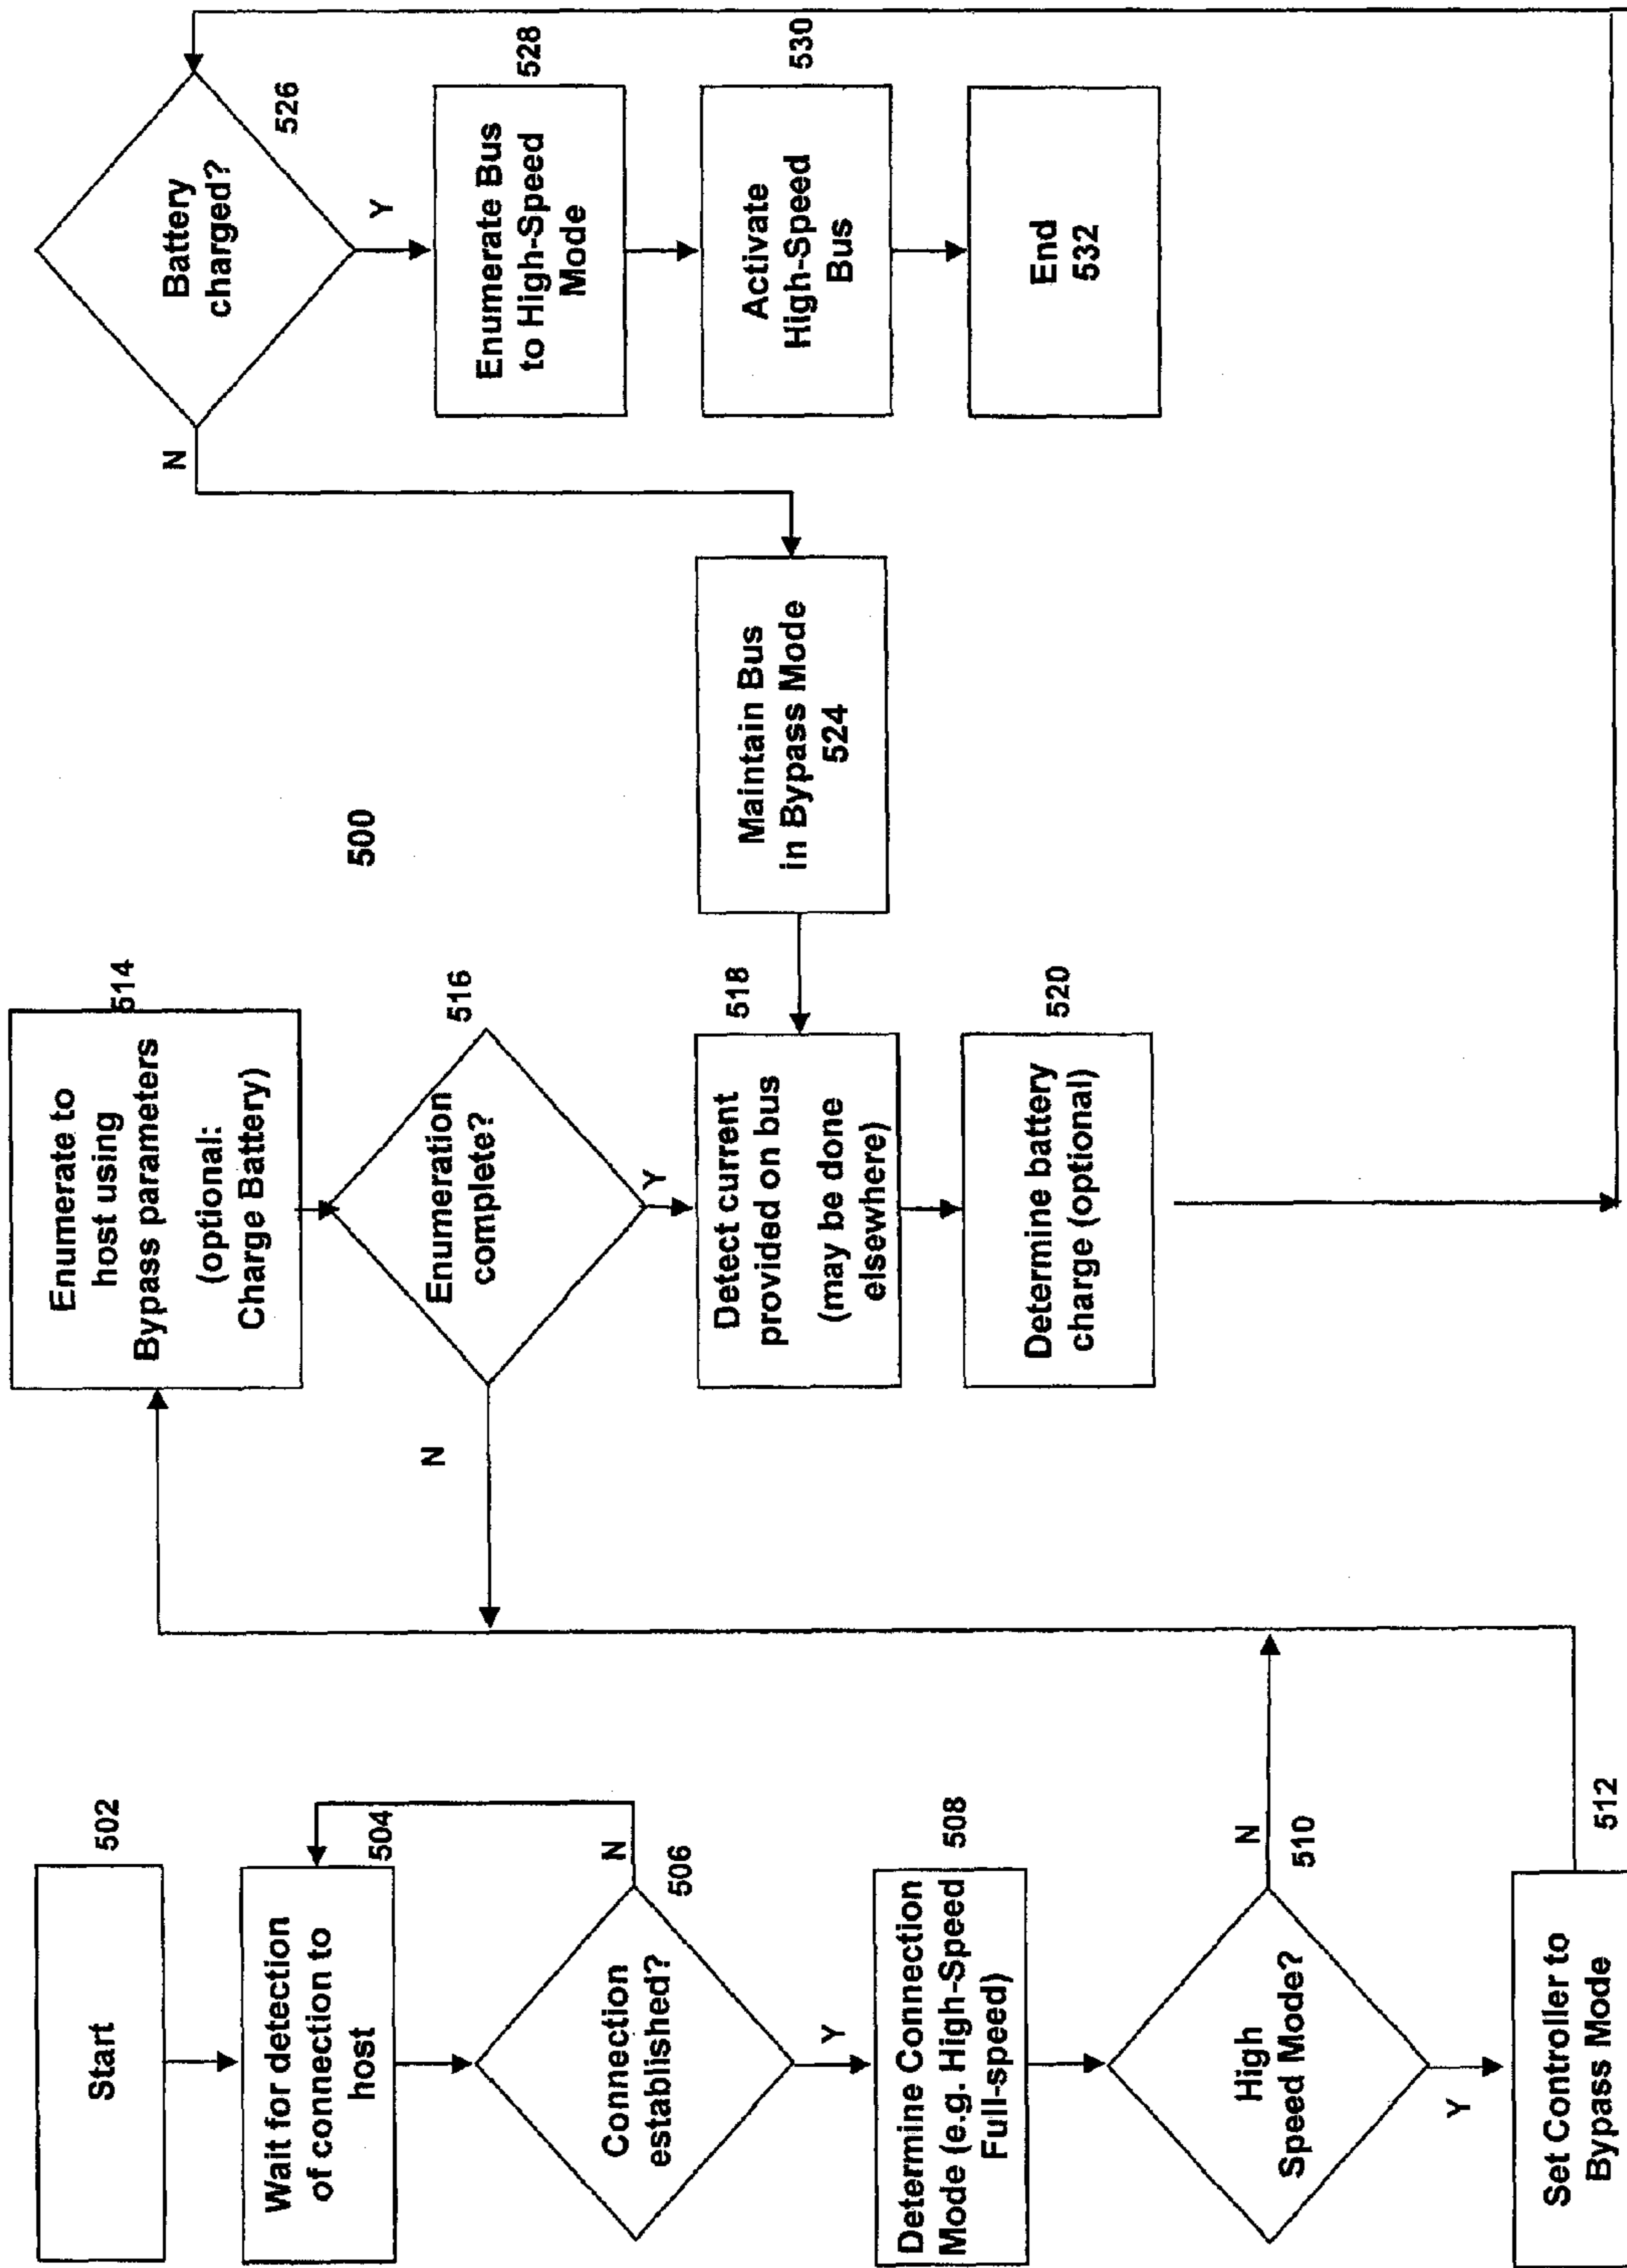 Start
502
Wait for detection
of connection to
host
504
Connection
established?
506
N
Y
Determine Connection
Mode (e.g. High-Speed
Full-speed)
508
High
Speed Mode?
510
N
Y
Set Controller to
Bypass Mode
512
Enumerate to
host using
Bypass parameters
(optional:
Charge Battery)
514
Enumeration
complete?
516
N
Y
Detect current
provided on bus
(may be done
elsewhere)
518
Determine battery
charge (optional)
520
500
Maintain Bus
in Bypass Mode
524
Battery
charged?
526
N
Y
Enumerate Bus
to High-Speed
Mode
528
Activate
High-Speed
Bus
530
End
532